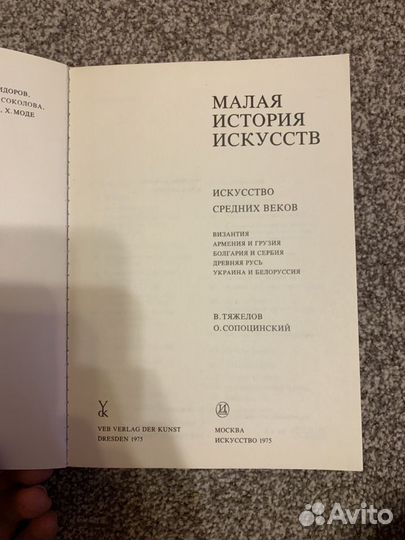 ИДОРОВ,
СОКОЛОВА,
. Х. МОДЕ
МАЛАЯ
ИСТОРИЯ
ИСКУССТВ
ИСКУССТВО
СРЕДНИХ ВЕКОВ
ВИЗАНТИЯ
АРМЕНИЯ И ГРУЗИЯ
БОЛГАРИЯ И СЕРБИЯ
ДРЕВНЯЯ РУСЬ
УКРАИНА И БЕЛОРУССИЯ
В. ТЯЖЕЛОВ
О. СОПОЦИНСКИЙ
VEB VERLAG DER KUNST
DRESDEN 1975
МОСКВА
ИСКУССТВО 1975
Avito